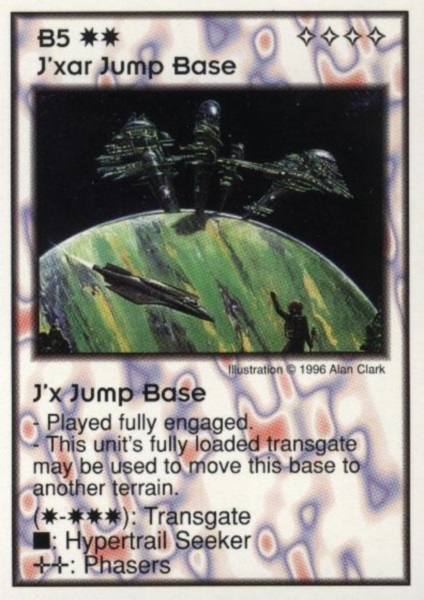 B5 ✷✷ ✧✧✧✧
J'xar Jump Base
Illustration © 1996 Alan Clark
J'x Jump Base
- Played fully engaged.
- This unit's fully loaded transgate
may be used to move this base to
another terrain.
(✷-✷✷✷): Transgate
■: Hypertrail Seeker
✢✢: Phasers